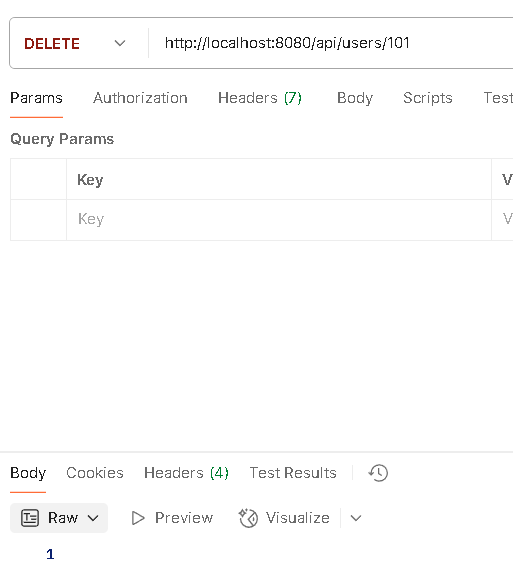 DELETE http://localhost:8080/api/users/101
Params Authorization Headers (7) Body Scripts Test
Query Params
Key V
Key V
Body Cookies Headers (4) Test Results
Raw Preview Visualize
1